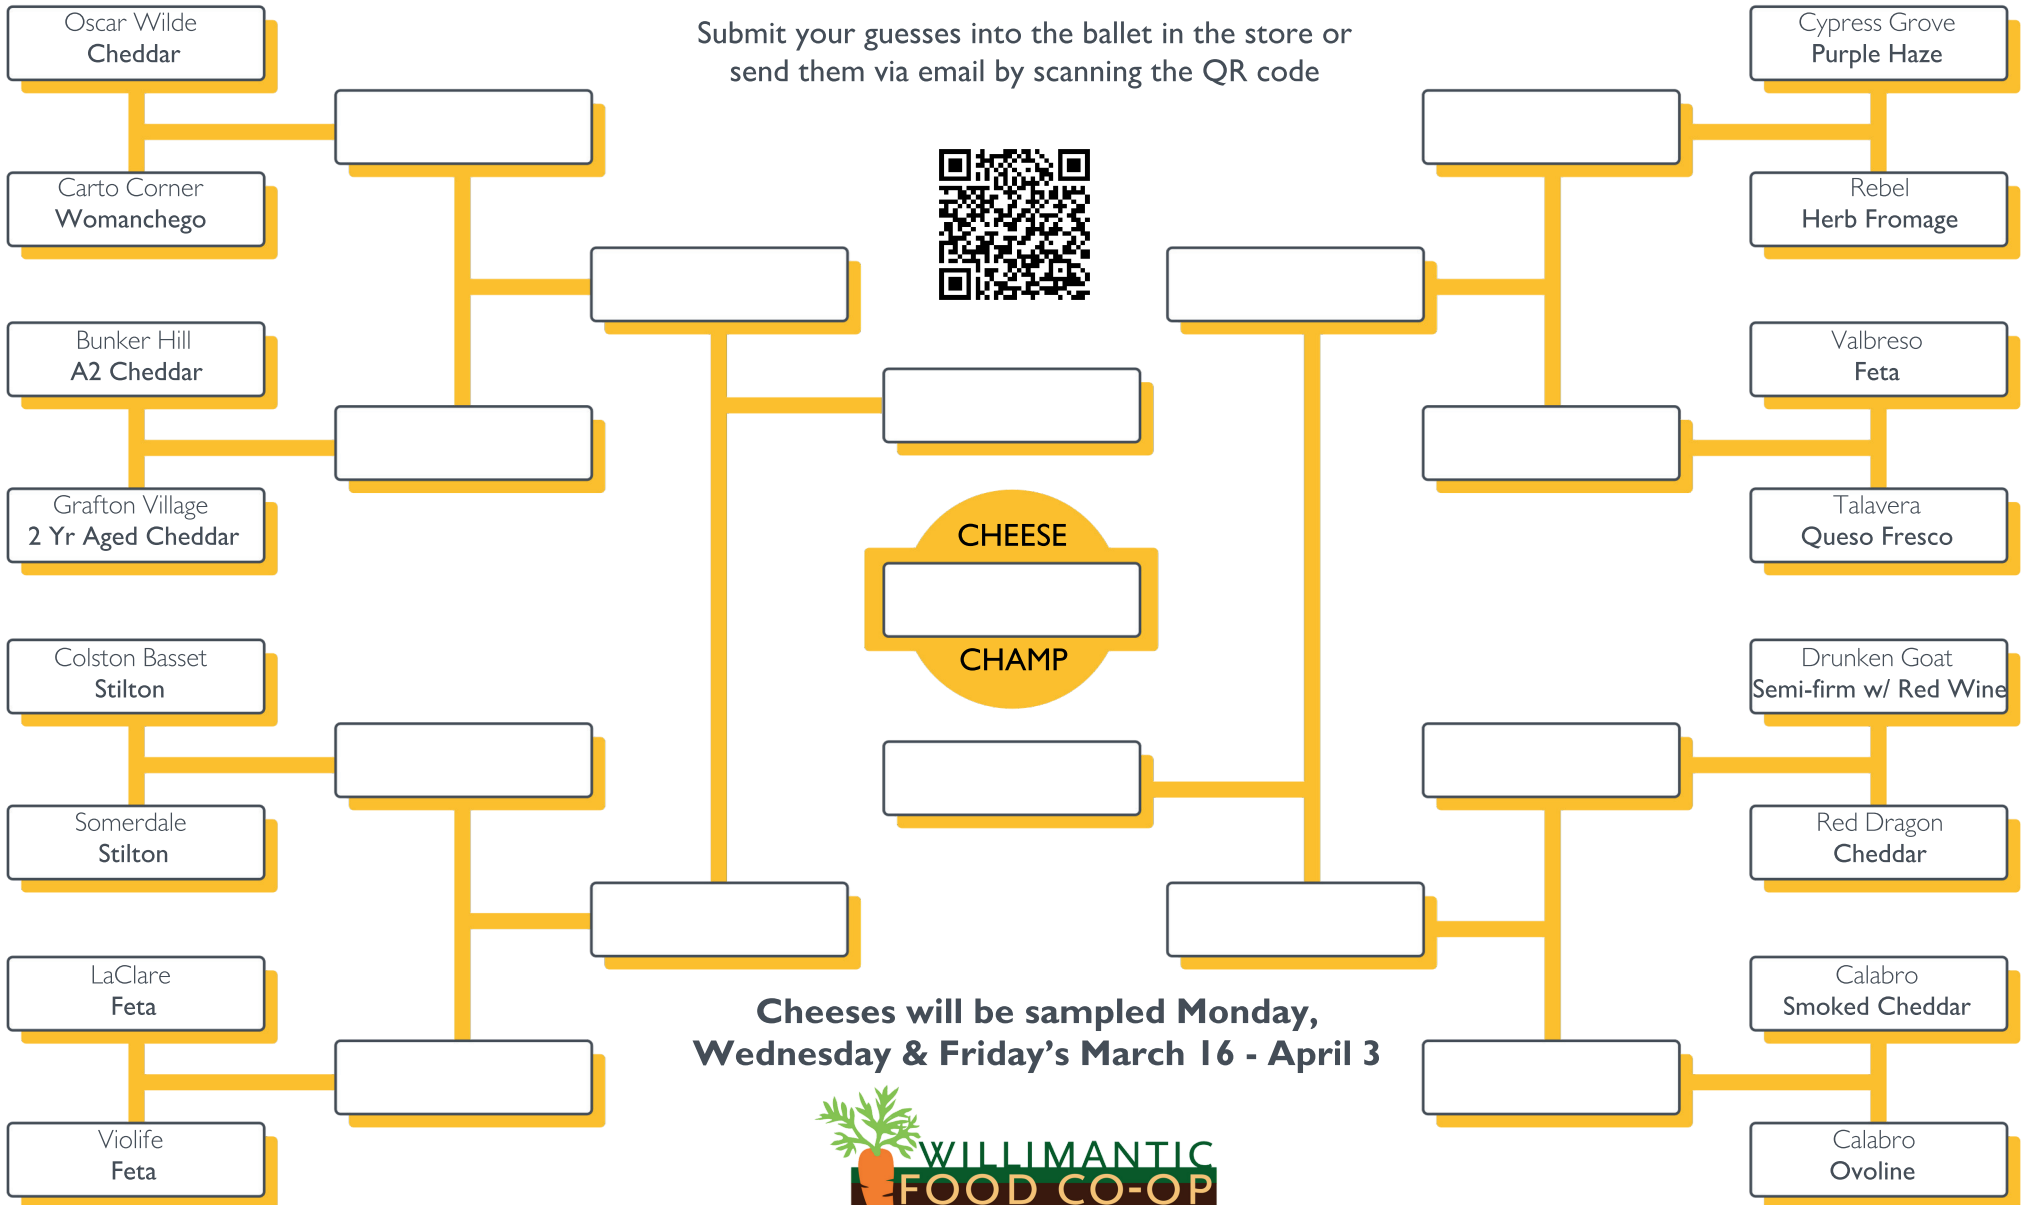 Submit your guesses into the ballet in the store or
send them via email by scanning the QR code
Oscar Wilde
Cheddar
Carto Corner
Womanchego
Bunker Hill
A2 Cheddar
Grafton Village
2 Yr Aged Cheddar
Colston Basset
Stilton
Somerdale
Stilton
LaClare
Feta
Violife
Feta
CHEESE
CHAMP
Cypress Grove
Purple Haze
Rebel
Herb Fromage
Valbreso
Feta
Talavera
Queso Fresco
Drunken Goat
Semi-firm w/ Red Wine
Red Dragon
Cheddar
Calabro
Smoked Cheddar
Calabro
Ovoline
Cheeses will be sampled Monday,
Wednesday & Friday’s March 16 - April 3
WILLIMANTIC
FOOD CO-OP